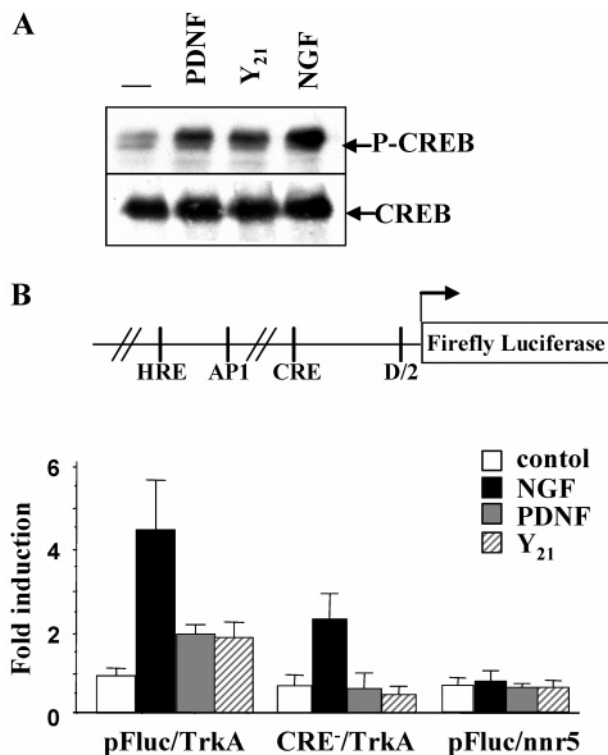 A
— PDNF Y21 NGF
P-CREB
CREB
B
HRE AP1 CRE D/2 Firefly Luciferase
contol
NGF
PDNF
Y21
Fold induction
6
4
2
0
pFluc/TrkA CRE-/TrkA pFluc/nnr5